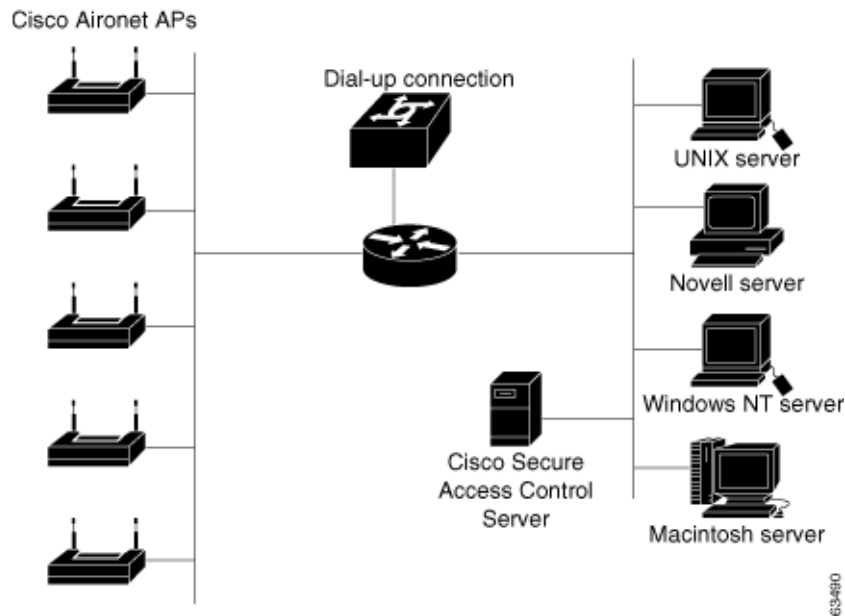 Cisco Aironet APs
Dial-up connection
UNIX server
Novell server
Windows NT server
Cisco Secure
Access Control
Server
Macintosh server
63490